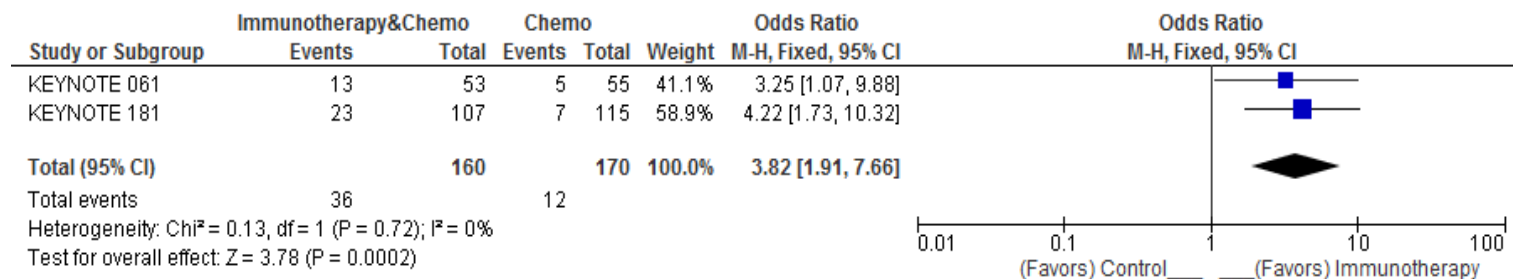 Immunotherapy&Chemo Chemo Odds Ratio Odds Ratio
Study or Subgroup Events Total Events Total Weight M-H, Fixed, 95% CI M-H, Fixed, 95% CI
KEYNOTE 061 13 53 5 55 41.1% 3.25 [1.07, 9.88]
KEYNOTE 181 23 107 7 115 58.9% 4.22 [1.73, 10.32]
Total (95% CI) 160 170 100.0% 3.82 [1.91, 7.66]
Total events 36 12
Heterogeneity: Chi² = 0.13, df = 1 (P = 0.72); I² = 0%
Test for overall effect: Z = 3.78 (P = 0.0002)
0.01 0.1 1 10 100
(Favors) Control___ ___(Favors) Immunotherapy